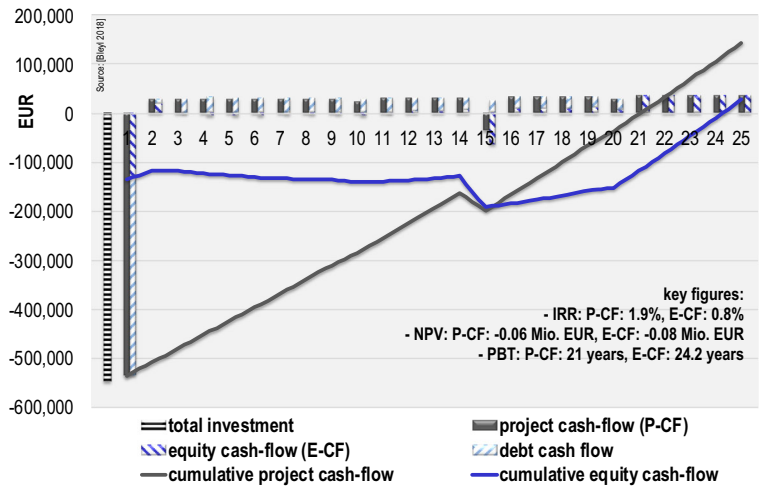 200,000
100,000
0
-100,000
-200,000
-300,000
-400,000
-500,000
-600,000
EUR
Source: [Bleyl 2018]
1 2 3 4 5 6 7 8 9 10 11 12 13 14 15 16 17 18 19 20 21 22 23 24 25
key figures:
- IRR: P-CF: 1.9%, E-CF: 0.8%
- NPV: P-CF: -0.06 Mio. EUR, E-CF: -0.08 Mio. EUR
- PBT: P-CF: 21 years, E-CF: 24.2 years
total investment project cash-flow (P-CF)
equity cash-flow (E-CF) debt cash flow
cumulative project cash-flow cumulative equity cash-flow